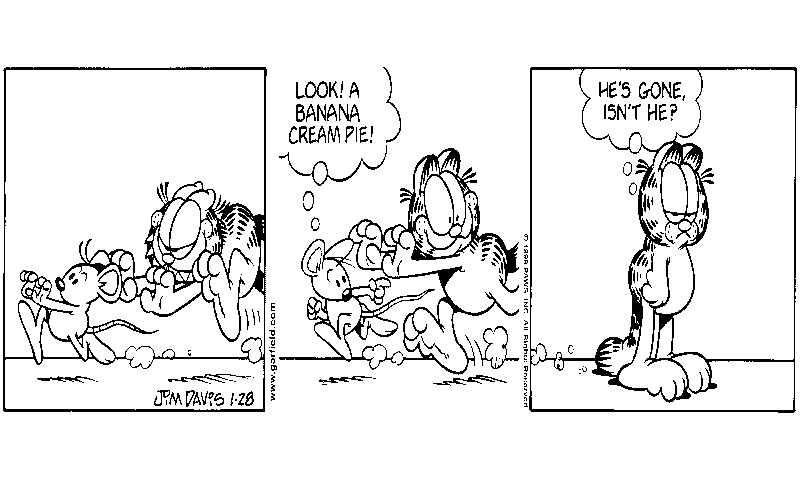 JIM DAVIS 1·28
www.garfield.com
LOOK! A
BANANA
CREAM PIE!
© 1998 PAWS, INC. All Rights Reserved.
HE'S GONE,
ISN'T HE?